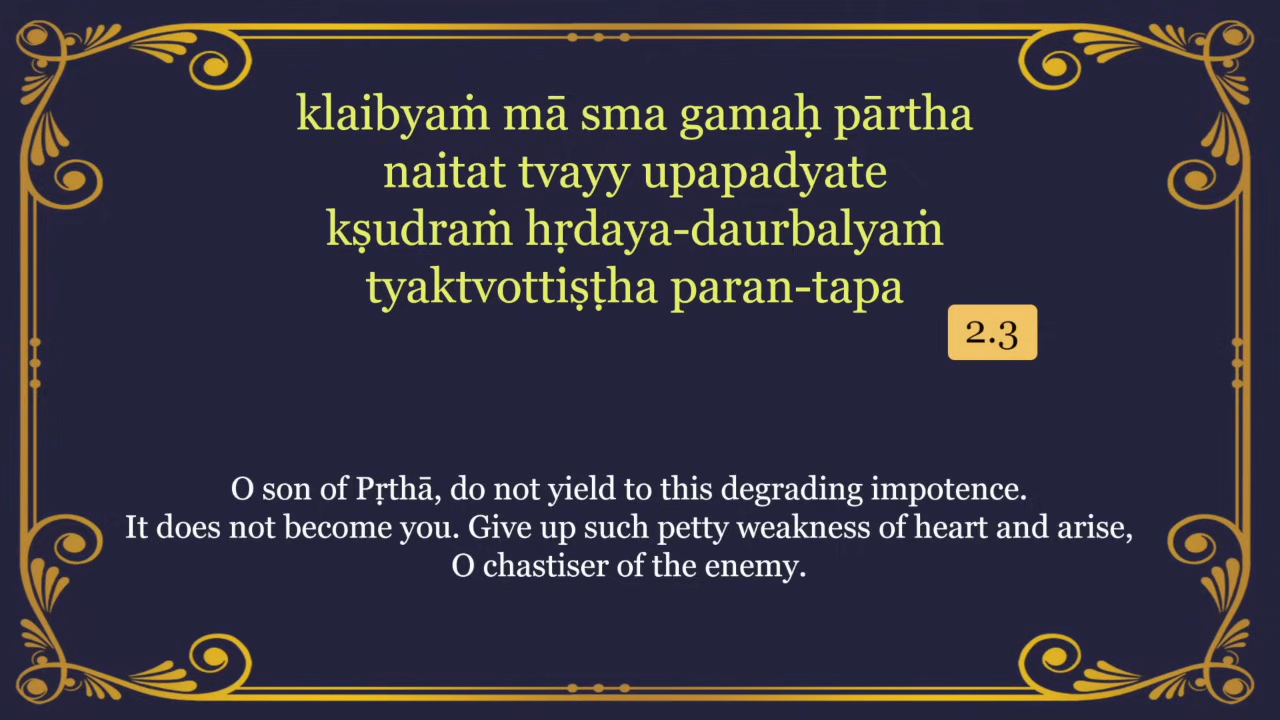 klaibyaṁ mā sma gamaḥ pārtha
naitat tvayy upapadyate
kṣudraṁ hṛdaya-daurbalyaṁ
tyaktvottiṣṭha paran-tapa
2.3
O son of Pṛthā, do not yield to this degrading impotence.
It does not become you. Give up such petty weakness of heart and arise,
O chastiser of the enemy.